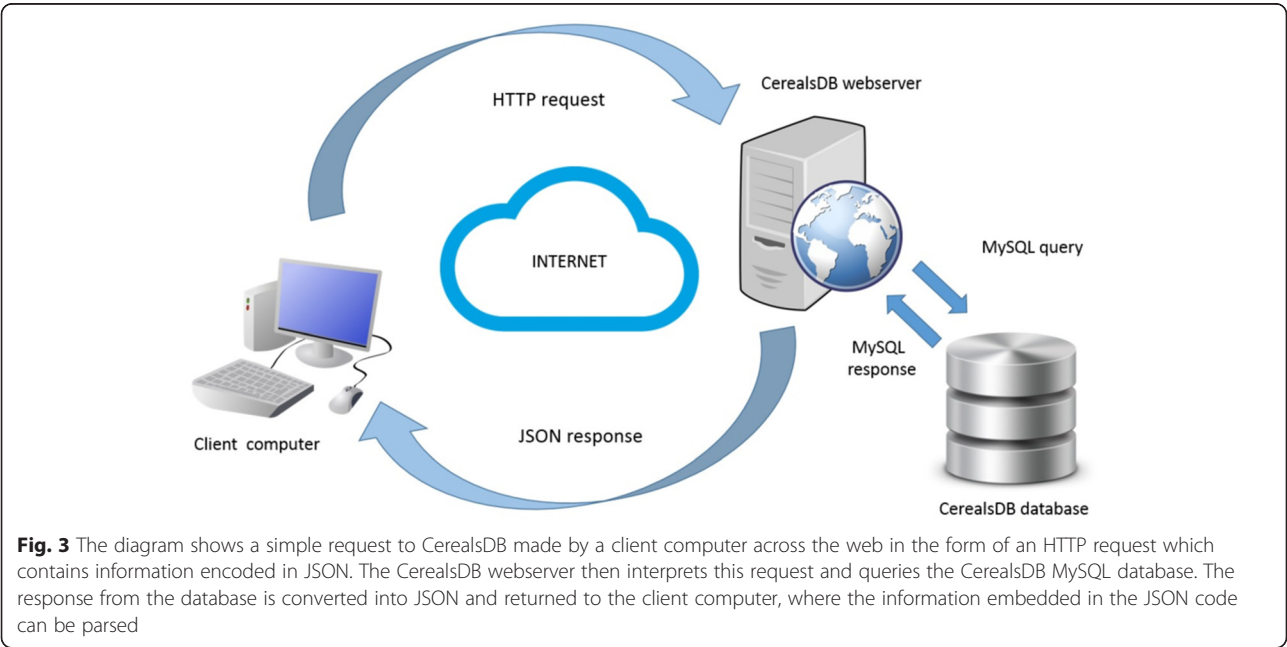 HTTP request
CerealsDB webserver
INTERNET
MySQL query
MySQL
response
Client computer
JSON response
CerealsDB database
Fig. 3 The diagram shows a simple request to CerealsDB made by a client computer across the web in the form of an HTTP request which
contains information encoded in JSON. The CerealsDB webserver then interprets this request and queries the CerealsDB MySQL database. The
response from the database is converted into JSON and returned to the client computer, where the information embedded in the JSON code
can be parsed